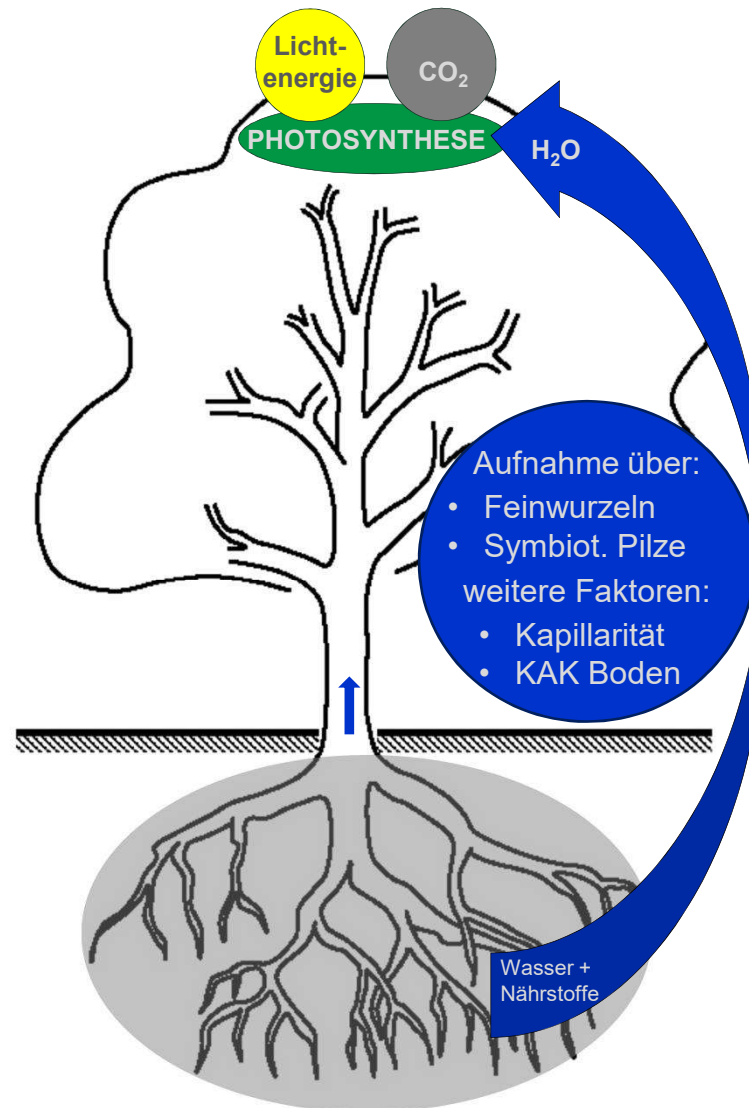 Licht-
energie
CO₂
PHOTOSYNTHESE
H₂O
Aufnahme über:
• Feinwurzeln
• Symbiot. Pilze
weitere Faktoren:
• Kapillarität
• KAK Boden
Wasser +
Nährstoffe